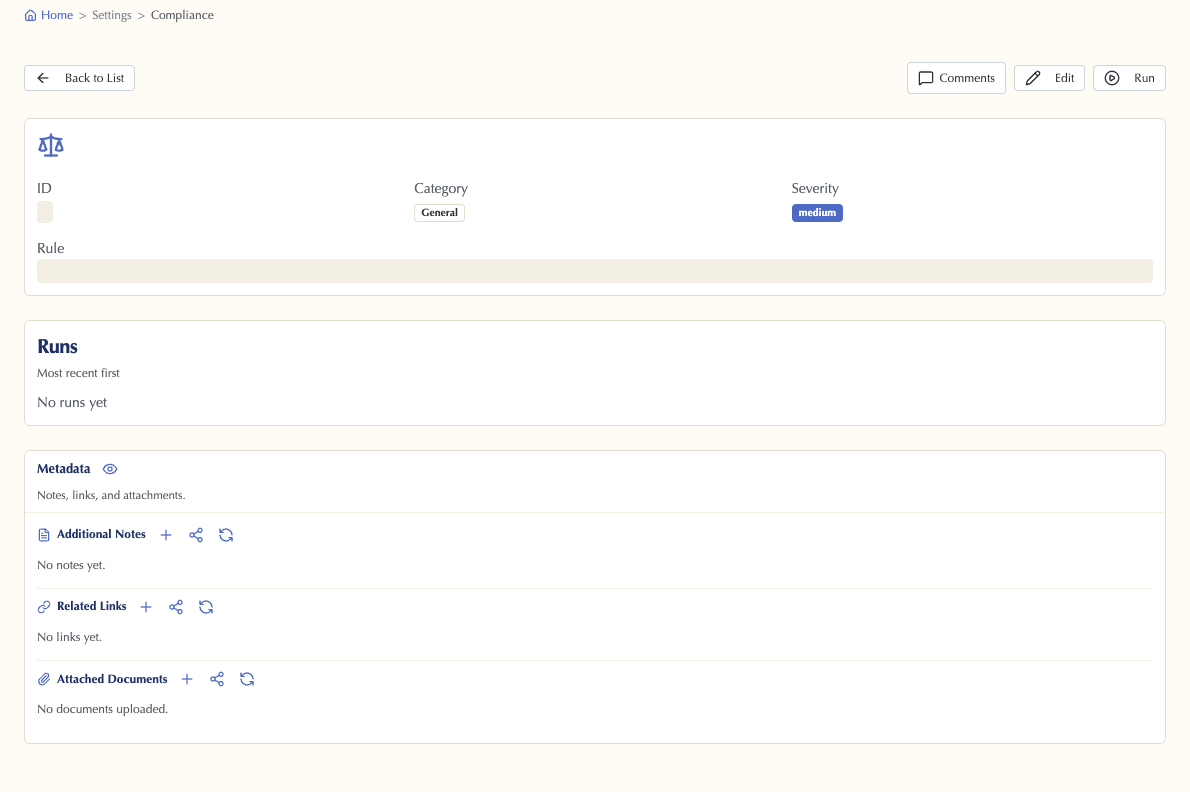 Home > Settings > Compliance
Back to List
Comments
Edit
Run
ID
Category
Severity
General
medium
Rule
Runs
Most recent first
No runs yet
Metadata
Notes, links, and attachments.
Additional Notes
No notes yet.
Related Links
No links yet.
Attached Documents
No documents uploaded.